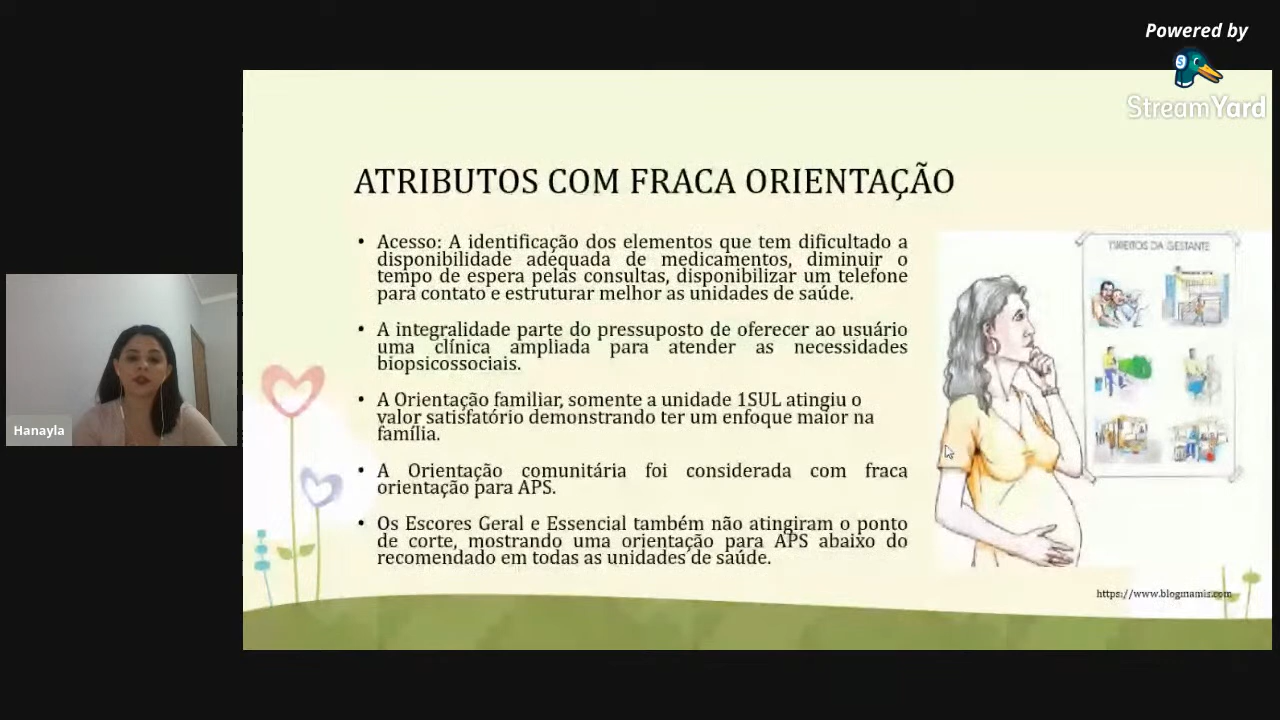 Powered by
StreamYard
ATRIBUTOS COM FRACA ORIENTAÇÃO
• Acesso: A identificação dos elementos que tem dificultado a
disponibilidade adequada de medicamentos, diminuir o
tempo de espera pelas consultas, disponibilizar um telefone
para contato e estruturar melhor as unidades de saúde.
• A integralidade parte do pressuposto de oferecer ao usuário
uma clínica ampliada para atender as necessidades
biopsicossociais.
• A Orientação familiar, somente a unidade 1SUL atingiu o
valor satisfatório demonstrando ter um enfoque maior na
família.
• A Orientação comunitária foi considerada com fraca
orientação para APS.
• Os Escores Geral e Essencial também não atingiram o ponto
de corte, mostrando uma orientação para APS abaixo do
recomendado em todas as unidades de saúde.
DIREITOS DA GESTANTE
https://www.blogmamis.com
Hanayla